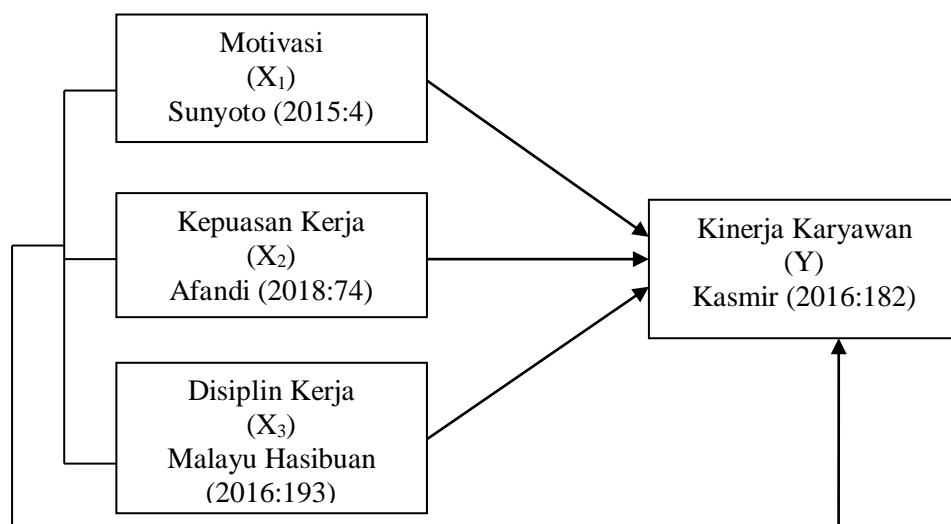 Motivasi
(X₁)
Sunyoto (2015:4)
Kepuasan Kerja
(X₂)
Afandi (2018:74)
Disiplin Kerja
(X₃)
Malayu Hasibuan
(2016:193)
Kinerja Karyawan
(Y)
Kasmir (2016:182)